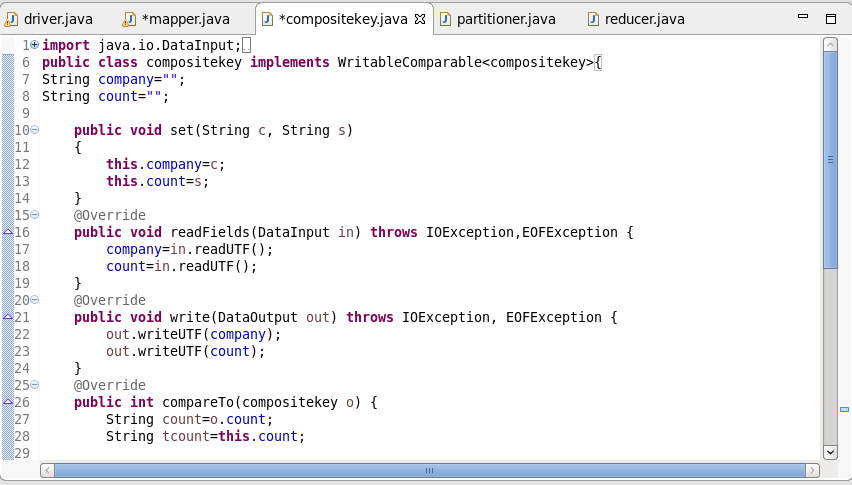 driver.java *mapper.java *compositekey.java partitioner.java reducer.java
1 import java.io.DataInput;
6 public class compositekey implements WritableComparable<compositekey>{
7 String company="";
8 String count="";
9
10 public void set(String c, String s)
11 {
12 this.company=c;
13 this.count=s;
14 }
15 @Override
16 public void readFields(DataInput in) throws IOException,EOFException {
17 company=in.readUTF();
18 count=in.readUTF();
19 }
20 @Override
21 public void write(DataOutput out) throws IOException, EOFException {
22 out.writeUTF(company);
23 out.writeUTF(count);
24 }
25 @Override
26 public int compareTo(compositekey o) {
27 String count=o.count;
28 String tcount=this.count;
29